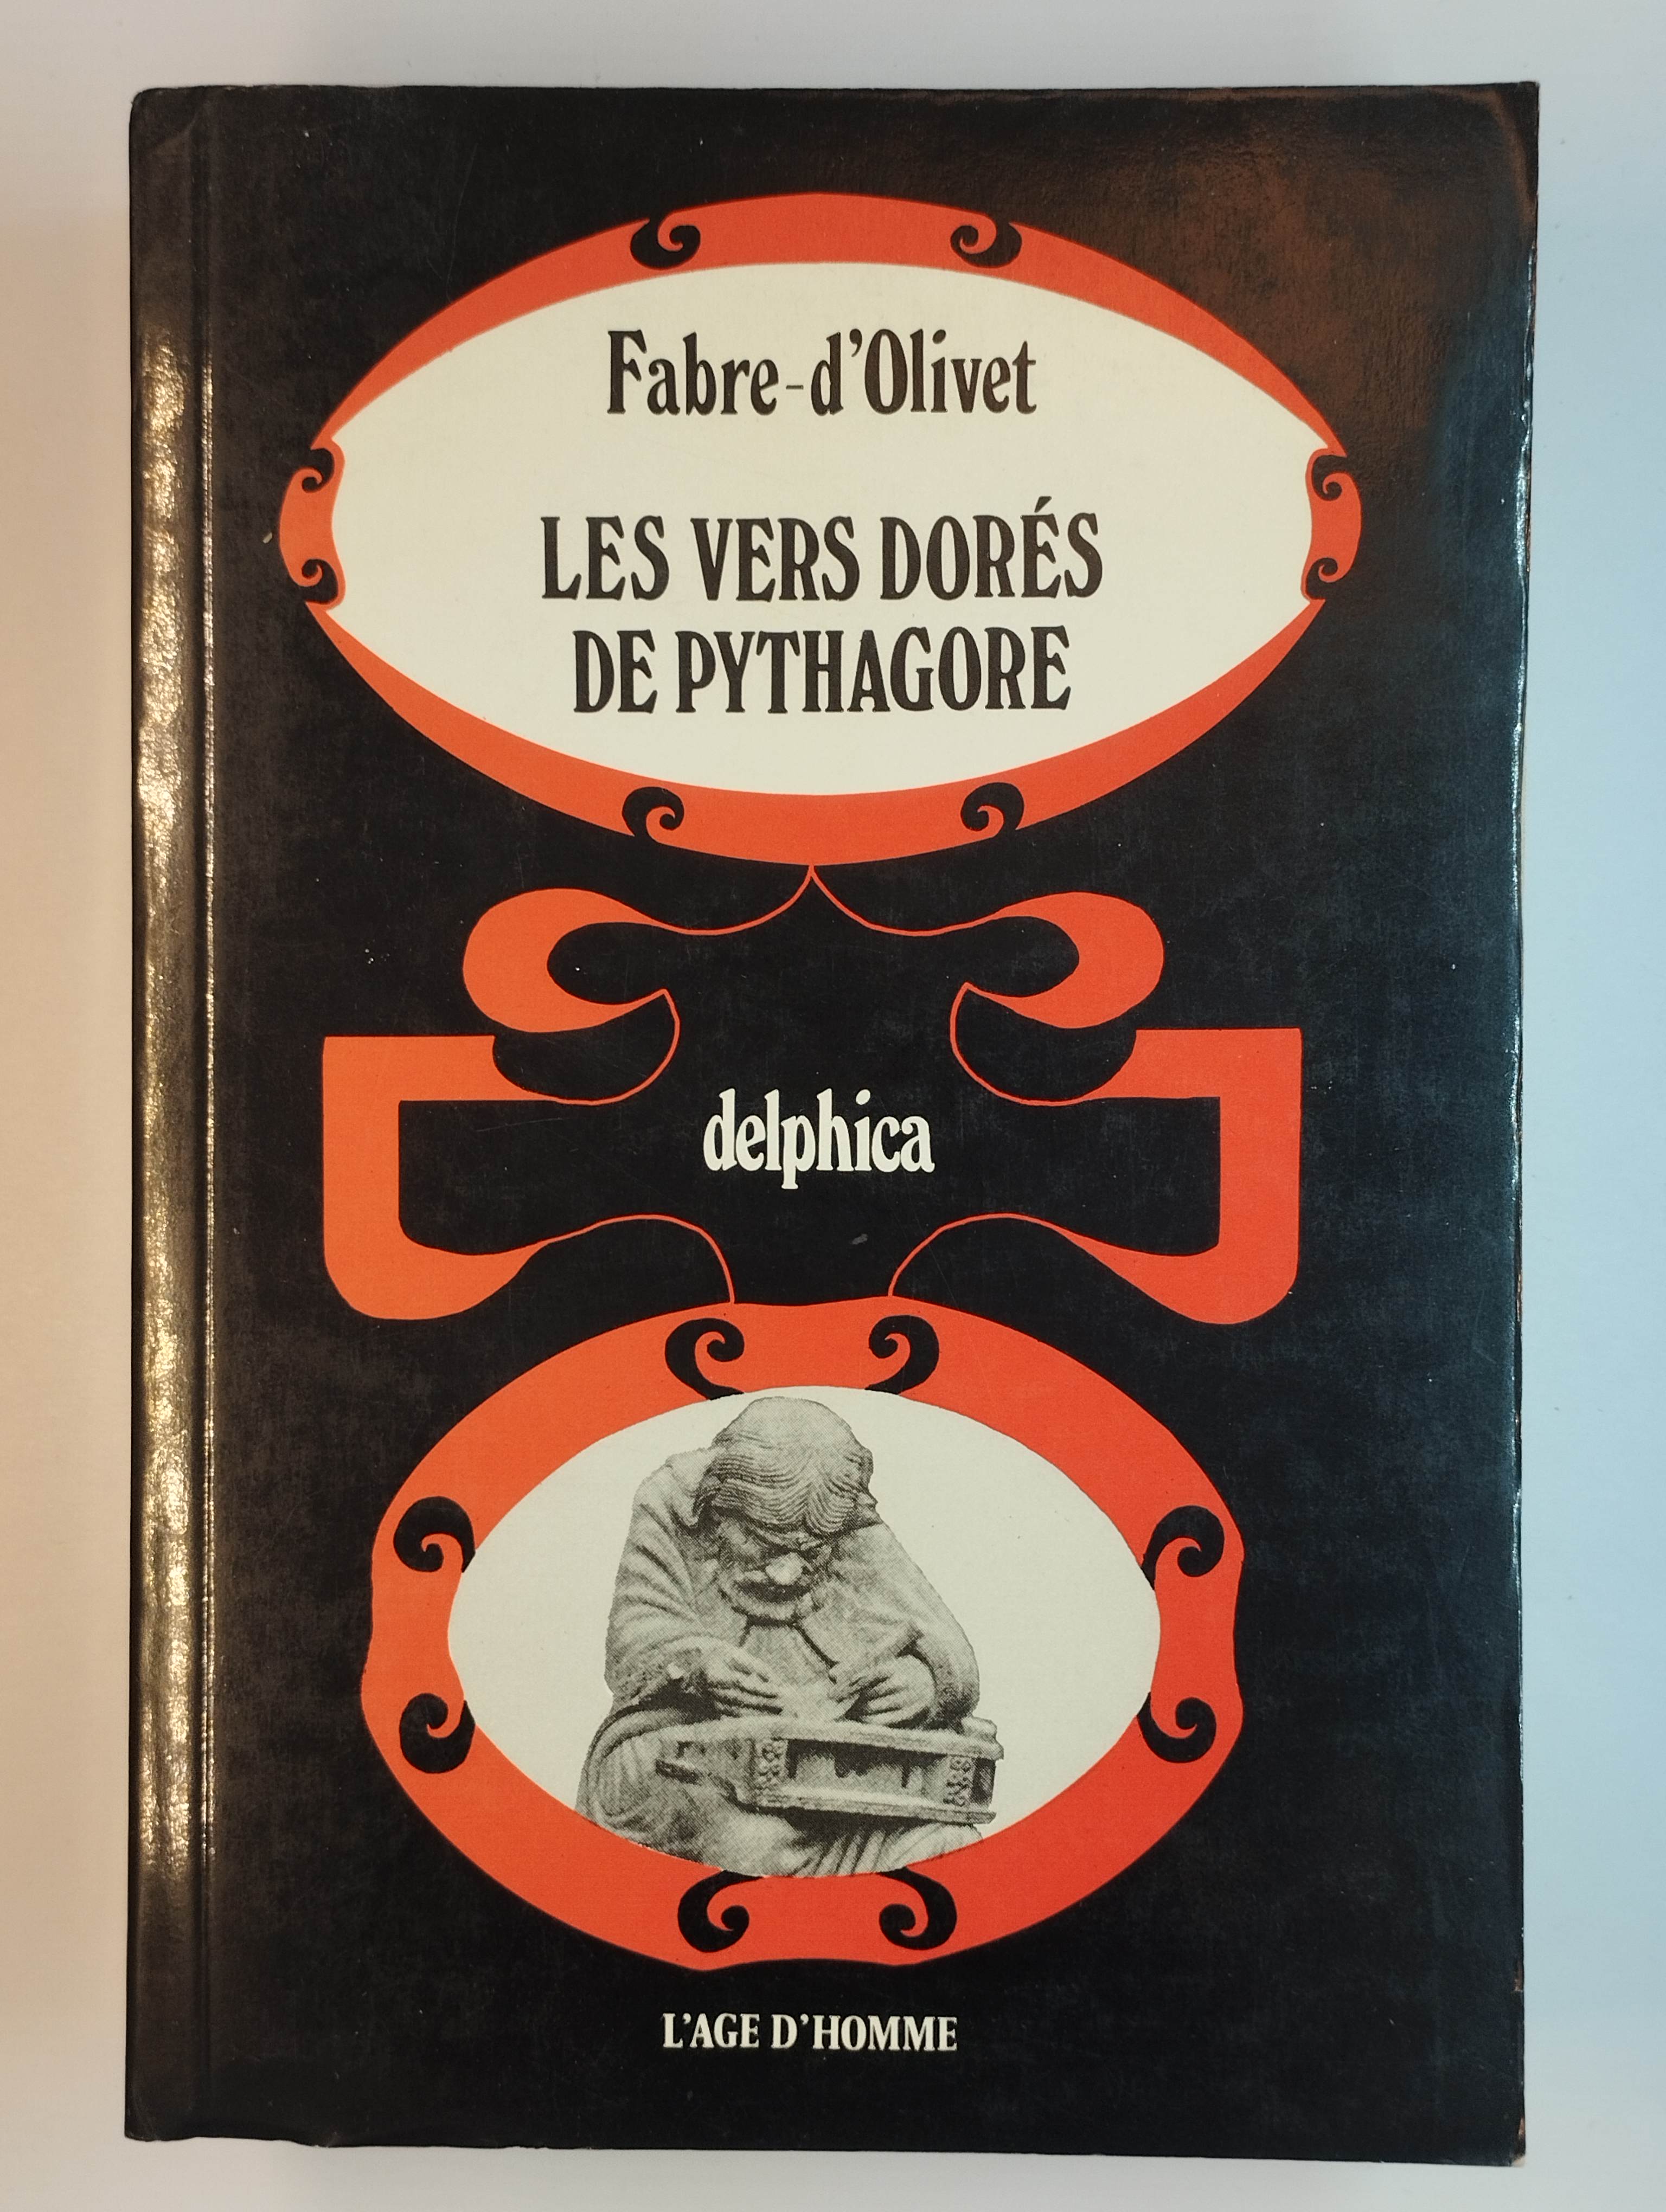 Fabre-d'Olivet
LES VERS DORÉS
DE PYTHAGORE
delphica
L'AGE D'HOMME